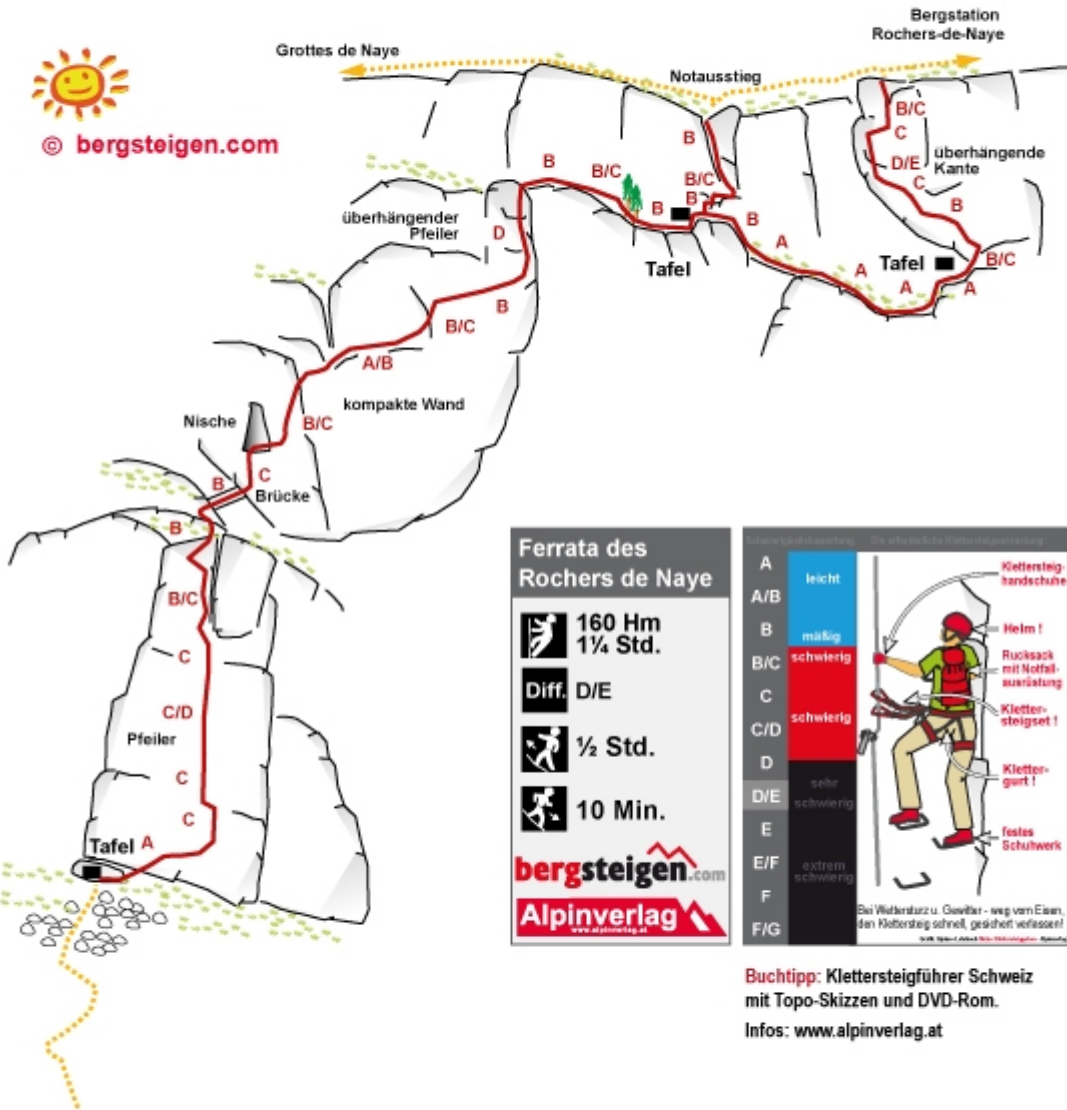 Bergstation
Rochers-de-Naye
Grottes de Naye
Notausstieg
© bergsteigen.com
B
B/C
C
D/E
überhängende
Kante
C
B
B/C
B
B/C
B/C
B
B
überhängender
Pfeiler
D
B
Tafel
A
A
Tafel
A
A
B/C
B
B/C
A/B
kompakte Wand
Nische
B/C
C
B
Brücke
B
B/C
C
C/D
Pfeiler
C
C
Tafel
A
Ferrata des
Rochers de Naye
160 Hm
1¼ Std.
Diff. D/E
½ Std.
10 Min.
bergsteigen.com
Alpinverlag
www.alpinverlag.at
Schwierigkeitsbewertung
Die erforderliche Klettersteigausrüstung
A
leicht
A/B
B
mäßig
B/C
schwierig
C
schwierig
C/D
D
sehr
schwierig
D/E
E
E/F
extrem
schwierig
F
F/G
Klettersteig-
handschuhe
Helm !
Rucksack
mit Notfall-
ausrüstung
Kletter-
steigset !
Kletter-
gurt !
festes
Schuhwerk
Bei Wettersturz u. Gewitter - weg vom Eisen,
den Klettersteig schnell, gesichert verlassen!
Buchtipp: Klettersteigführer Schweiz
mit Topo-Skizzen und DVD-Rom.
Infos: www.alpinverlag.at